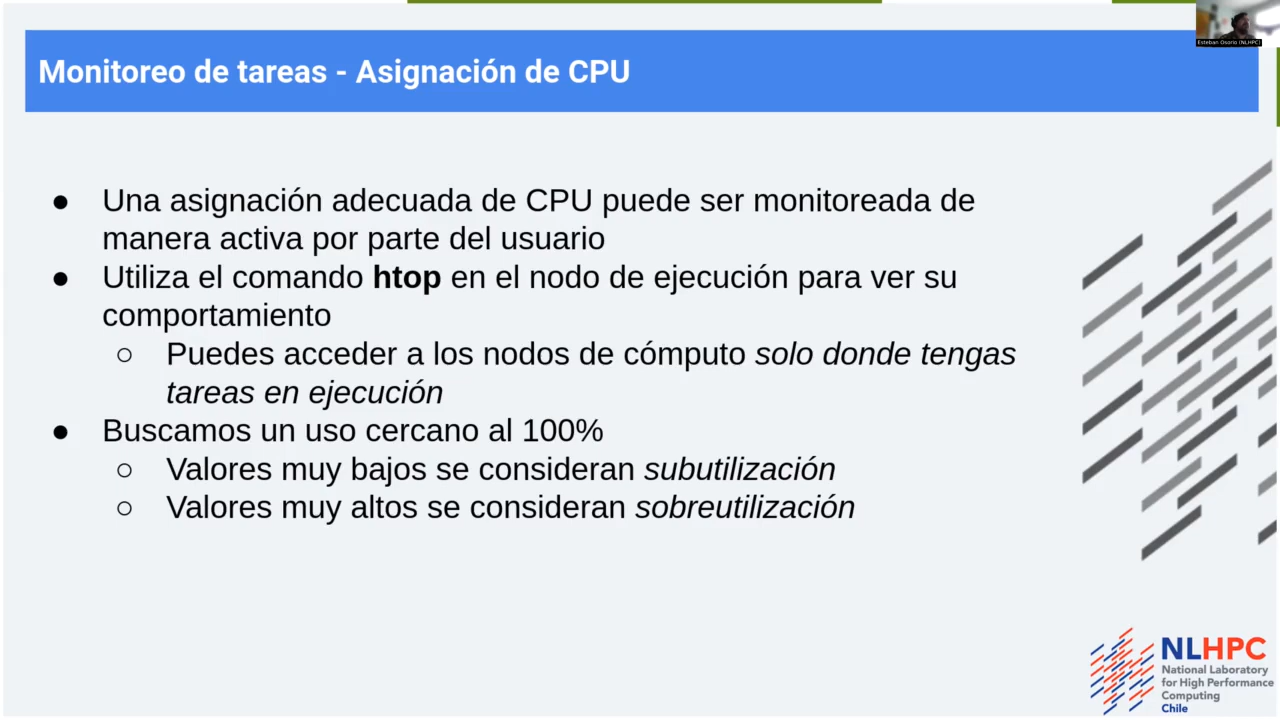 Esteban Osorio (NLHPC)
Monitoreo de tareas - Asignación de CPU
● Una asignación adecuada de CPU puede ser monitoreada de
manera activa por parte del usuario
● Utiliza el comando htop en el nodo de ejecución para ver su
comportamiento
○ Puedes acceder a los nodos de cómputo solo donde tengas
tareas en ejecución
● Buscamos un uso cercano al 100%
○ Valores muy bajos se consideran subutilización
○ Valores muy altos se consideran sobreutilización
NLHPC
National Laboratory
for High Performance
Computing
Chile